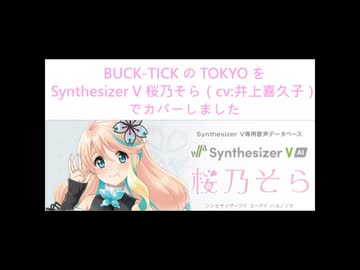 BUCK-TICK の TOKYO を
Synthesizer V 桜乃そら ( cv:井上喜久子 )
でカバーしました
Synthesizer V専用歌声データベース
Synthesizer V AI
桜乃そら
シンセサイザーブイ エーアイ ハルノソラ